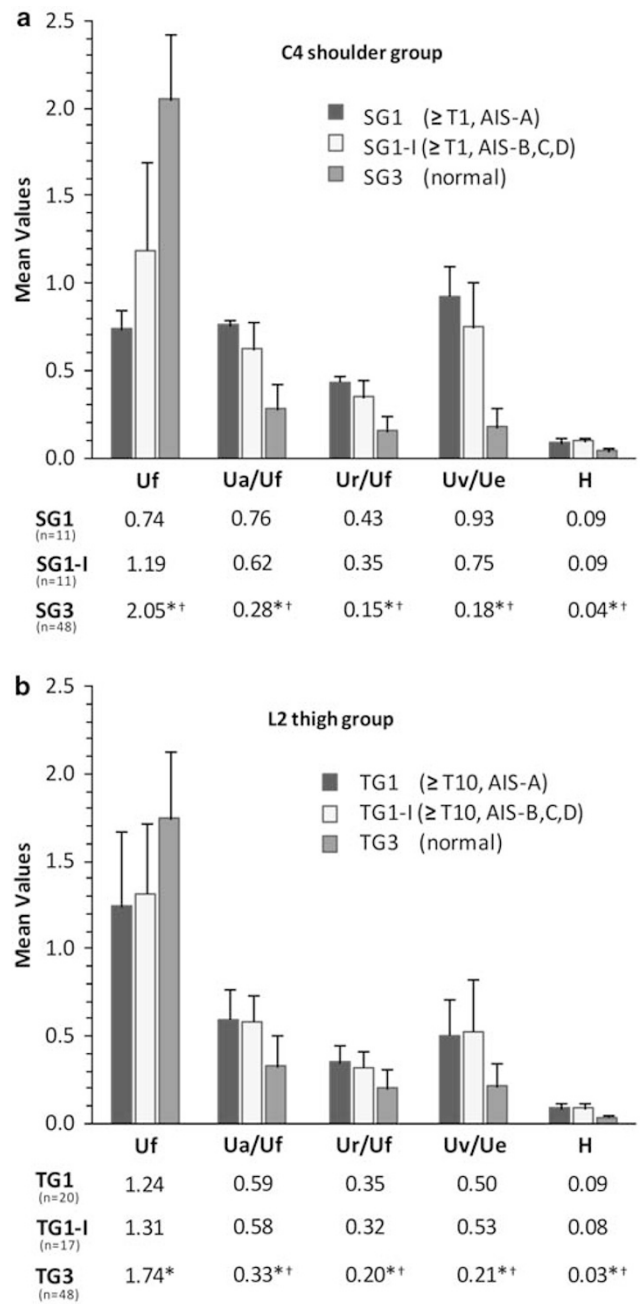 a
2.5
C4 shoulder group
SG1 (≥ T1, AIS-A)
2.0
SG1-I (≥ T1, AIS-B,C,D)
SG3 (normal)
1.5
Mean Values
1.0
0.5
0.0
Uf Ua/Uf Ur/Uf Uv/Ue H
SG1 0.74 0.76 0.43 0.93 0.09
(n=11)
SG1-I 1.19 0.62 0.35 0.75 0.09
(n=11)
SG3 2.05*† 0.28*† 0.15*† 0.18*† 0.04*†
(n=48)
b
2.5
L2 thigh group
2.0
TG1 (≥ T10, AIS-A)
TG1-I (≥ T10, AIS-B,C,D)
TG3 (normal)
1.5
Mean Values
1.0
0.5
0.0
Uf Ua/Uf Ur/Uf Uv/Ue H
TG1 1.24 0.59 0.35 0.50 0.09
(n=20)
TG1-I 1.31 0.58 0.32 0.53 0.08
(n=17)
TG3 1.74* 0.33*† 0.20*† 0.21*† 0.03*†
(n=48)